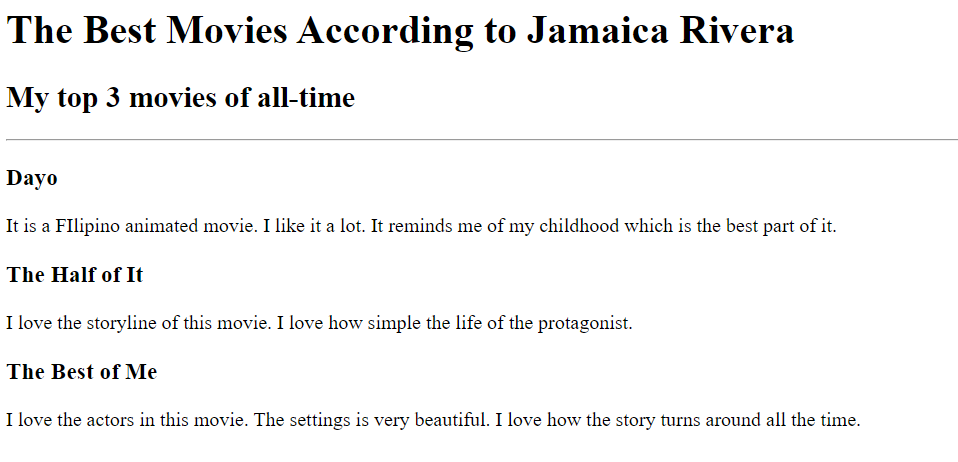 The Best Movies According to Jamaica Rivera
My top 3 movies of all-time
Dayo
It is a FIlipino animated movie. I like it a lot. It reminds me of my childhood which is the best part of it.
The Half of It
I love the storyline of this movie. I love how simple the life of the protagonist.
The Best of Me
I love the actors in this movie. The settings is very beautiful. I love how the story turns around all the time.